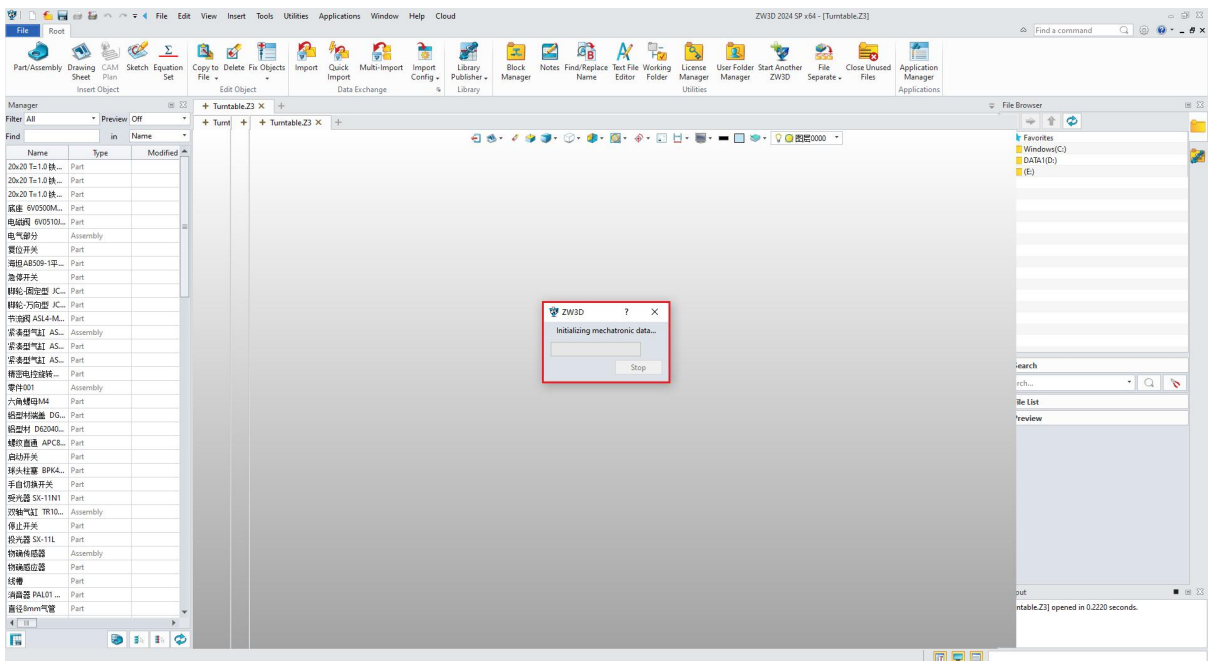 File Edit View Insert Tools Utilities Applications Window Help Cloud
ZW3D 2024 SP x64 - [Turntable.Z3]
File Root
Find a command
Part/Assembly
Drawing Sheet
CAM Plan
Sketch
Equation Set
Copy to File
Delete
Fix Objects
Import
Quick Import
Multi-Import
Import Config
Library Publisher
Block Manager
Notes
Find/Replace Name
Text File Editor
Working Folder
License Manager
User Folder Manager
Start Another ZW3D
File Separate
Close Unused Files
Application Manager
Insert Object
Edit Object
Data Exchange
Library
Utilities
Applications
Manager
Turntable.Z3
File Browser
Filter All Preview Off
Turnt
Turntable.Z3
Find in Name
图层0000
Favorites
Windows(C:)
DATA1(D:)
(E:)
Name Type Modified
20x20 T=1.0 铁... Part
20x20 T=1.0 铁... Part
20x20 T=1.0 铁... Part
底座 6V0500M... Part
电磁阀 6V0510J... Part
电气部分 Assembly
复位开关 Part
海坦AB509-1平... Part
急停开关 Part
脚轮-固定型 JC... Part
脚轮-万向型 JC... Part
节流阀 ASL4-M... Part
紧凑型气缸 AS... Assembly
紧凑型气缸 AS... Part
紧凑型气缸 AS... Part
精密电控旋转... Part
零件001 Assembly
六角螺母M4 Part
铝型材端盖 DG... Part
铝型材 D62040... Part
螺纹直通 APC8... Part
启动开关 Part
球头柱塞 BPK4... Part
手自切换开关 Part
受光器 SX-11N1 Part
双轴气缸 TR10... Assembly
停止开关 Part
投光器 SX-11L Part
物确传感器 Assembly
物确感应器 Part
线槽 Part
消音器 PAL01 ... Part
直径8mm气管 Part
ZW3D ? X
Initializing mechatronic data...
Stop
earch
rch...
ile List
Preview
out
ntable.Z3] opened in 0.2220 seconds.